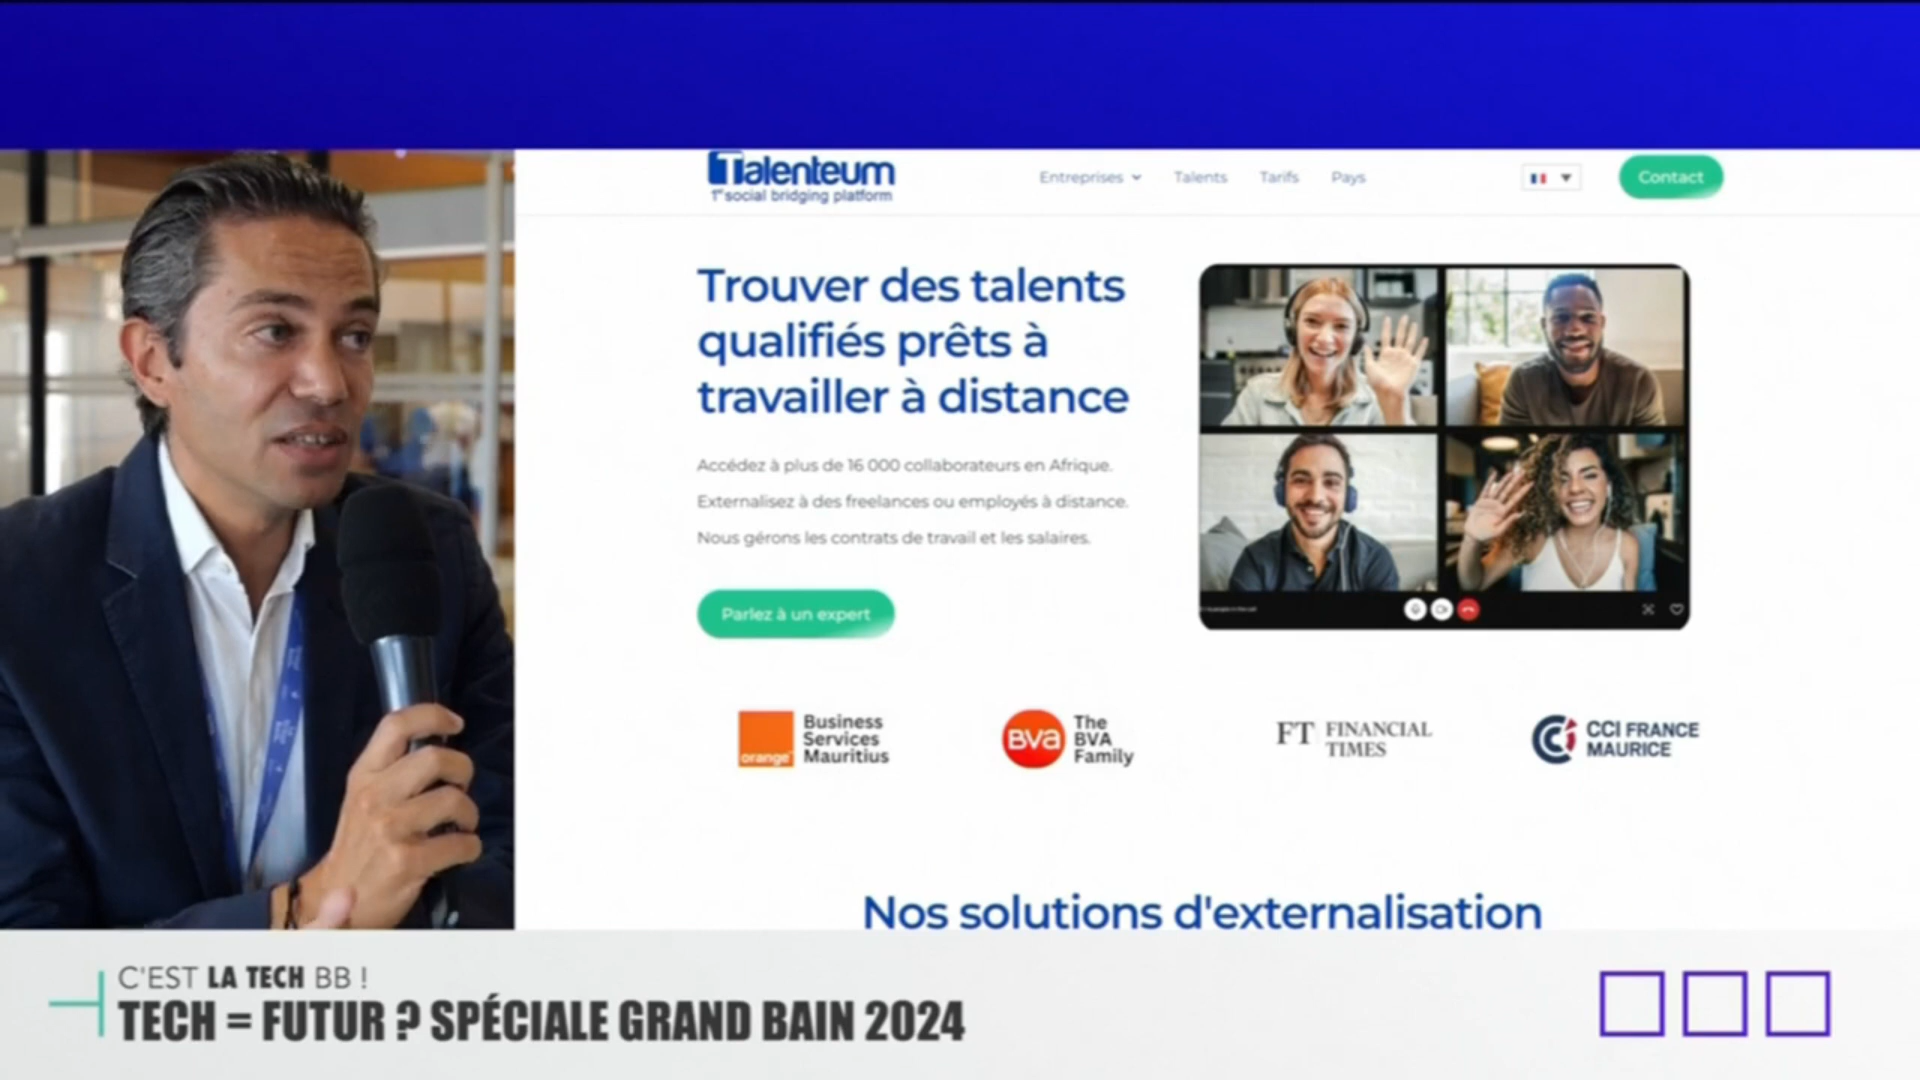 Talenteum
1er social bridging platform
Entreprises
Talents
Tarifs
Pays
Contact
Trouver des talents
qualifiés prêts à
travailler à distance
Accédez à plus de 16 000 collaborateurs en Afrique.
Externalisez à des freelances ou employés à distance.
Nous gérons les contrats de travail et les salaires.
Parlez à un expert
orange
Business
Services
Mauritius
BVA
The
BVA
Family
FT FINANCIAL
TIMES
CCI FRANCE
MAURICE
Nos solutions d'externalisation
C'EST LA TECH BB !
TECH = FUTUR ? SPÉCIALE GRAND BAIN 2024